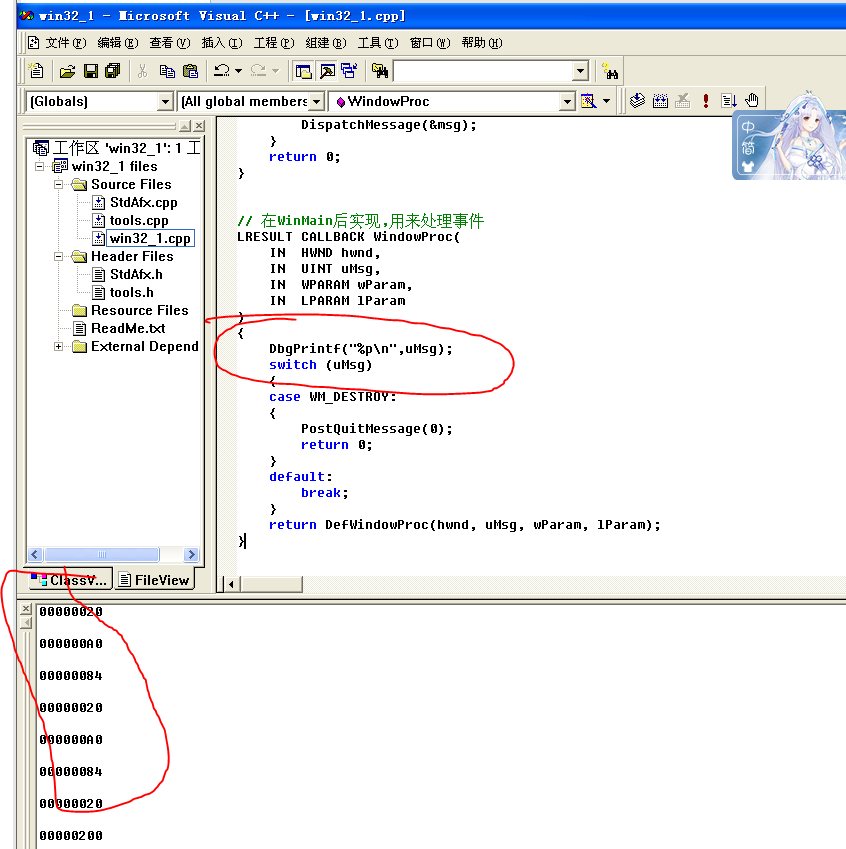 win32_1 - Microsoft Visual C++ - [win32_1.cpp]
文件(F) 编辑(E) 查看(V) 插入(I) 工程(P) 组建(B) 工具(T) 窗口(W) 帮助(H)
(Globals) (All global members WindowProc
中
简
工作区 'win32_1': 1 工
win32_1 files
Source Files
StdAfx.cpp
tools.cpp
win32_1.cpp
Header Files
StdAfx.h
tools.h
Resource Files
ReadMe.txt
External Depend
ClassV... FileView
DispatchMessage(&msg);
}
return 0;
}
// 在WinMain后实现,用来处理事件
LRESULT CALLBACK WindowProc(
IN HWND hwnd,
IN UINT uMsg,
IN WPARAM wParam,
IN LPARAM lParam
)
{
DbgPrintf("%p\n",uMsg);
switch (uMsg)
{
case WM_DESTROY:
{
PostQuitMessage(0);
return 0;
}
default:
break;
}
return DefWindowProc(hwnd, uMsg, wParam, lParam);
}
00000020
000000A0
00000084
00000020
000000A0
00000084
00000020
00000200